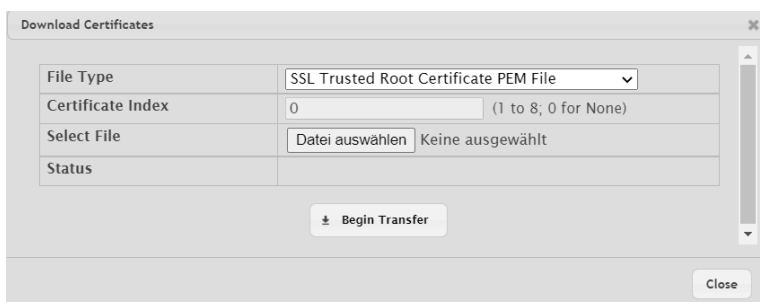 Download Certificates
File Type SSL Trusted Root Certificate PEM File
Certificate Index 0 (1 to 8; 0 for None)
Select File Datei auswählen Keine ausgewählt
Status
Begin Transfer
Close